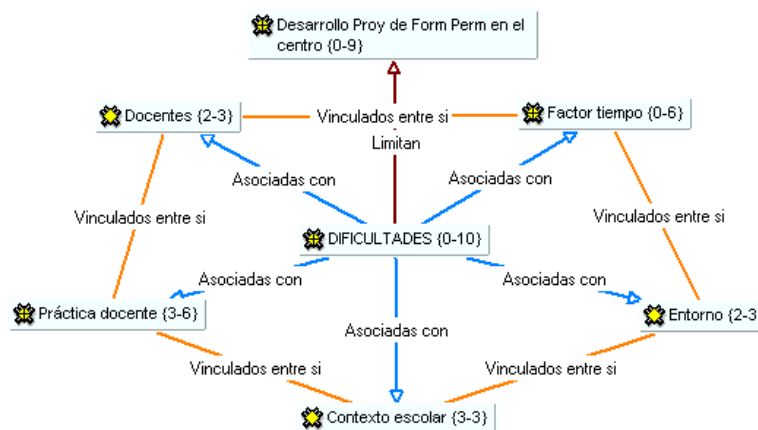 Desarrollo Proy de Form Perm en el
centro {0-9}
Docentes {2-3}
Vinculados entre si
Factor tiempo {0-6}
Limitan
Asociadas con
Asociadas con
Vinculados entre si
Vinculados entre si
DIFICULTADES {0-10}
Asociadas con
Asociadas con
Práctica docente {3-6}
Entorno {2-3
Asociadas con
Vinculados entre si
Vinculados entre si
Contexto escolar {3-3}